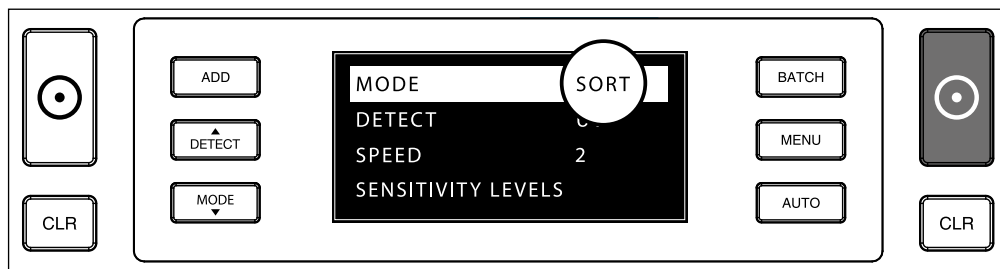 ADD
DETECT
MODE
CLR
MODE SORT
DETECT
SPEED 2
SENSITIVITY LEVELS
BATCH
MENU
AUTO
CLR